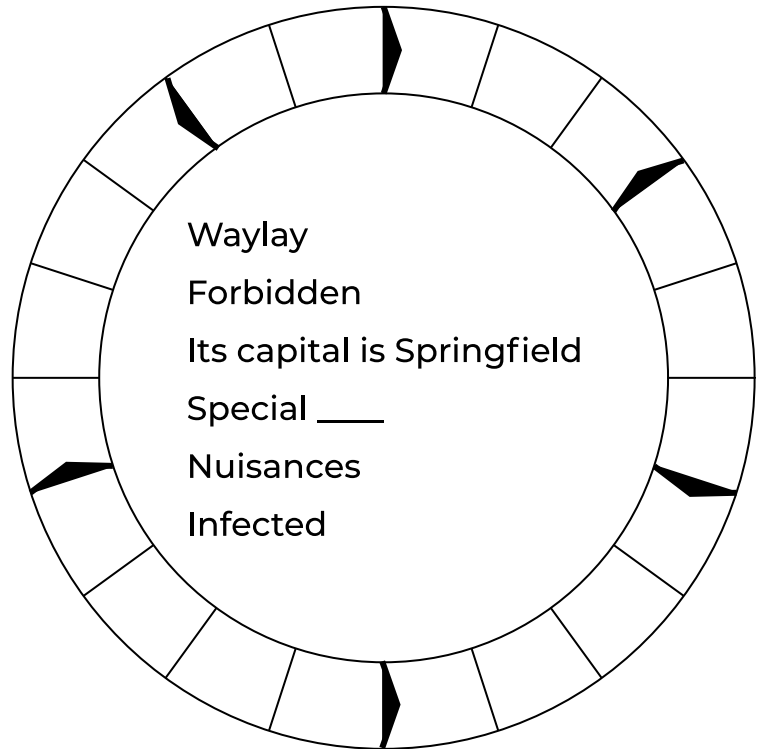 Waylay
Forbidden
Its capital is Springfield
Special ____
Nuisances
Infected